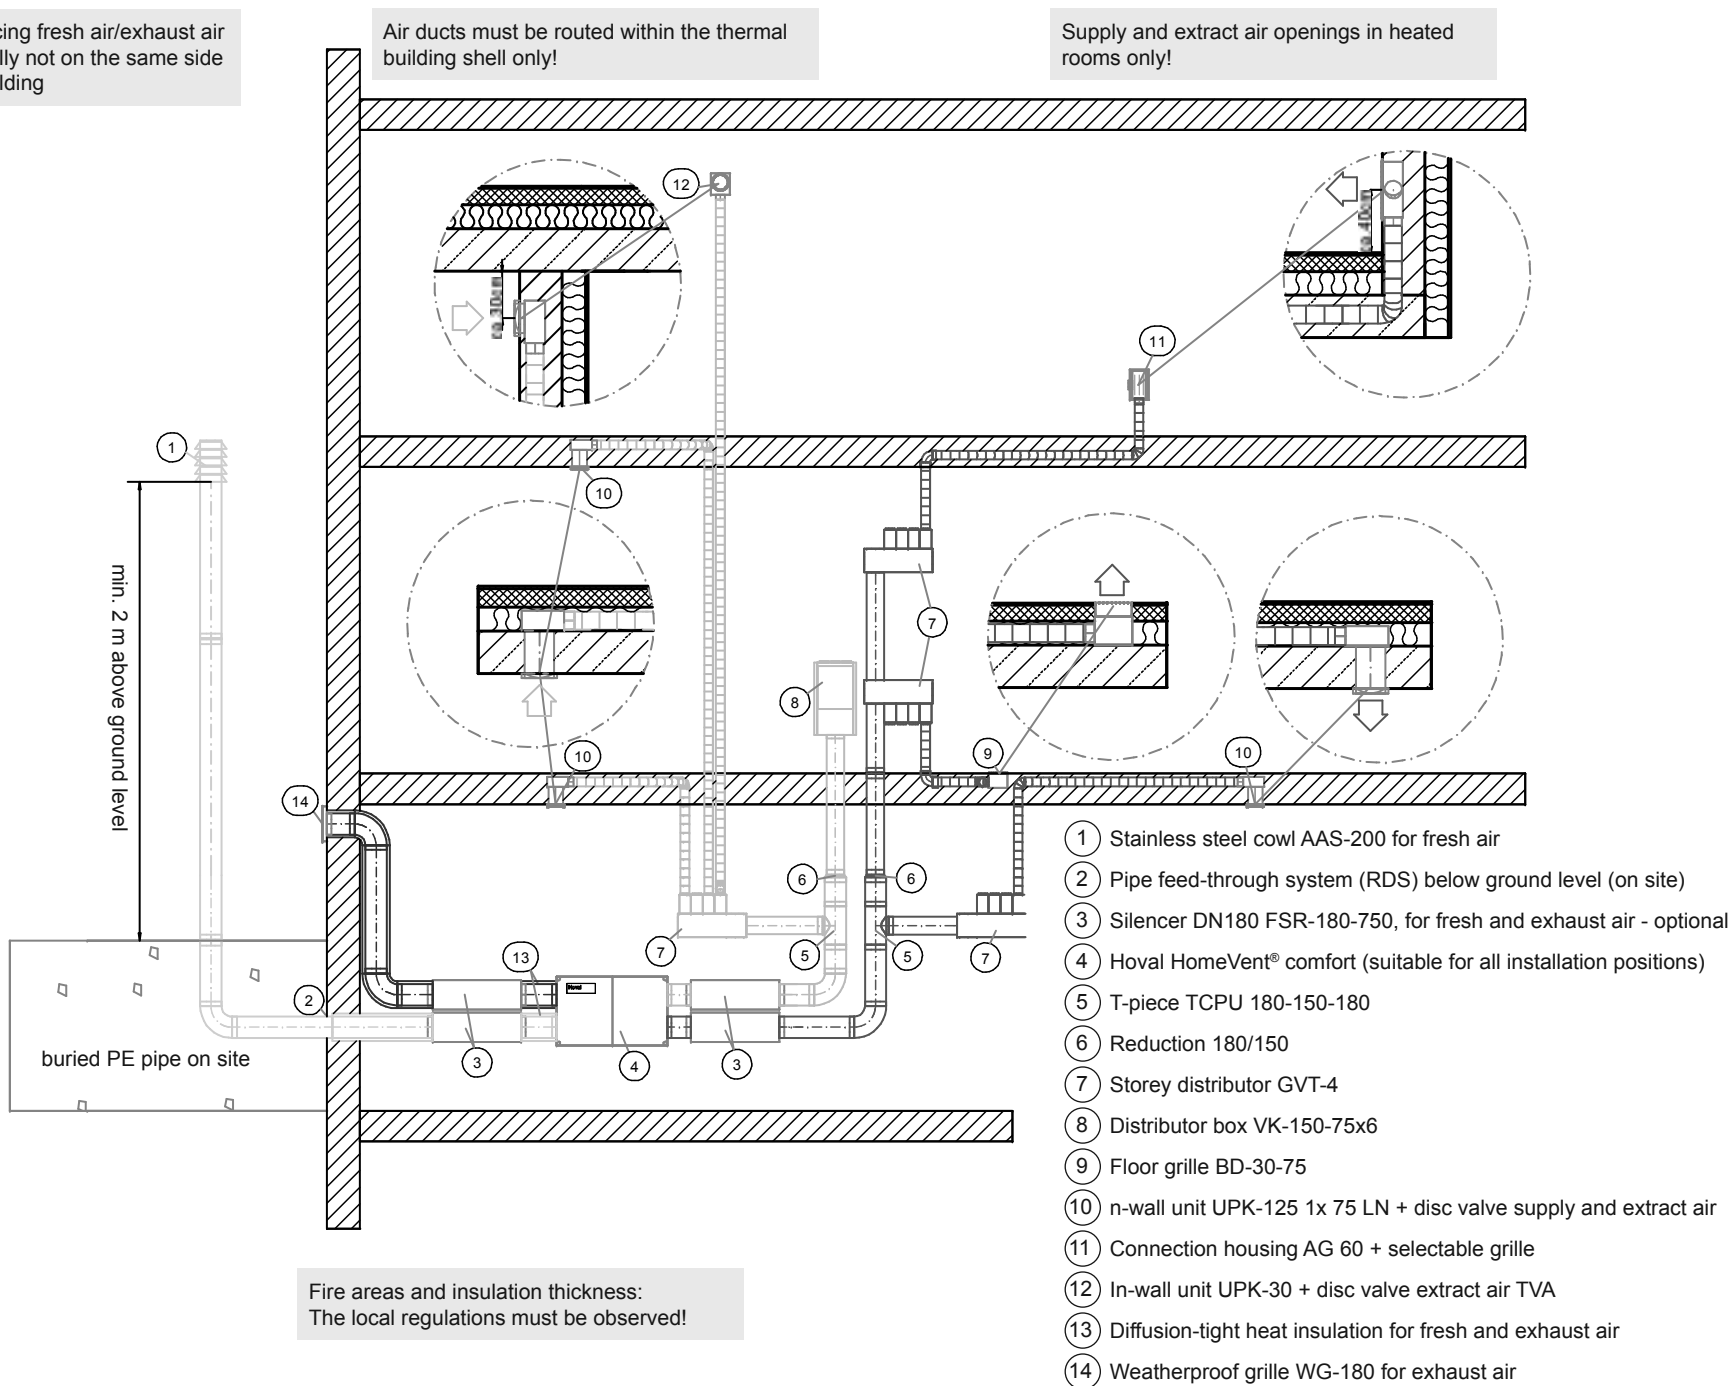 cing fresh air/exhaust air
lly not on the same side
lding
Air ducts must be routed within the thermal
building shell only!
Supply and extract air openings in heated
rooms only!
12
ca.30cm
ca.40cm
11
1
10
min. 2 m above ground level
7
8
10
9
10
14
6
6
7
5
5
7
13
2
Hoval
buried PE pipe on site
3
4
3
1 Stainless steel cowl AAS-200 for fresh air
2 Pipe feed-through system (RDS) below ground level (on site)
3 Silencer DN180 FSR-180-750, for fresh and exhaust air - optional
4 Hoval HomeVent® comfort (suitable for all installation positions)
5 T-piece TCPU 180-150-180
6 Reduction 180/150
7 Storey distributor GVT-4
8 Distributor box VK-150-75x6
9 Floor grille BD-30-75
10 n-wall unit UPK-125 1x 75 LN + disc valve supply and extract air
11 Connection housing AG 60 + selectable grille
12 In-wall unit UPK-30 + disc valve extract air TVA
13 Diffusion-tight heat insulation for fresh and exhaust air
14 Weatherproof grille WG-180 for exhaust air
Fire areas and insulation thickness:
The local regulations must be observed!